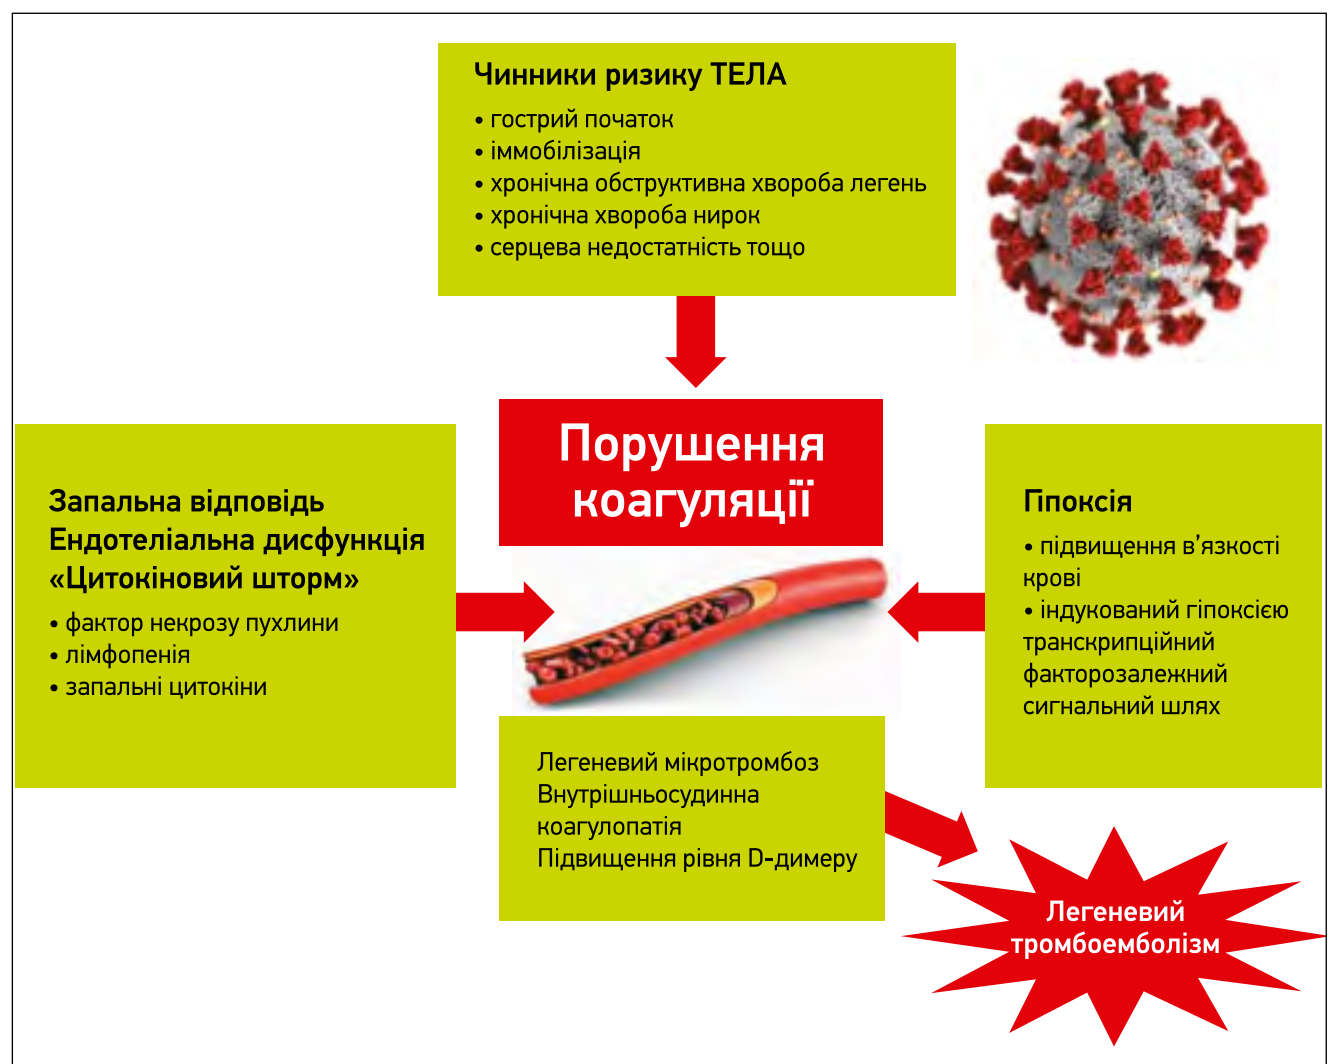 Чинники ризику ТЕЛА
• гострий початок
• іммобілізація
• хронічна обструктивна хвороба легень
• хронічна хвороба нирок
• серцева недостатність тощо
Порушення
коагуляції
Запальна відповідь
Ендотеліальна дисфункція
«Цитокіновий шторм»
• фактор некрозу пухлини
• лімфопенія
• запальні цитокіни
Гіпоксія
• підвищення в’язкості
крові
• індукований гіпоксією
транскрипційний
факторозалежний
сигнальний шлях
Легеневий мікротромбоз
Внутрішньосудинна
коагулопатія
Підвищення рівня D-димеру
Легеневий
тромбоемболізм